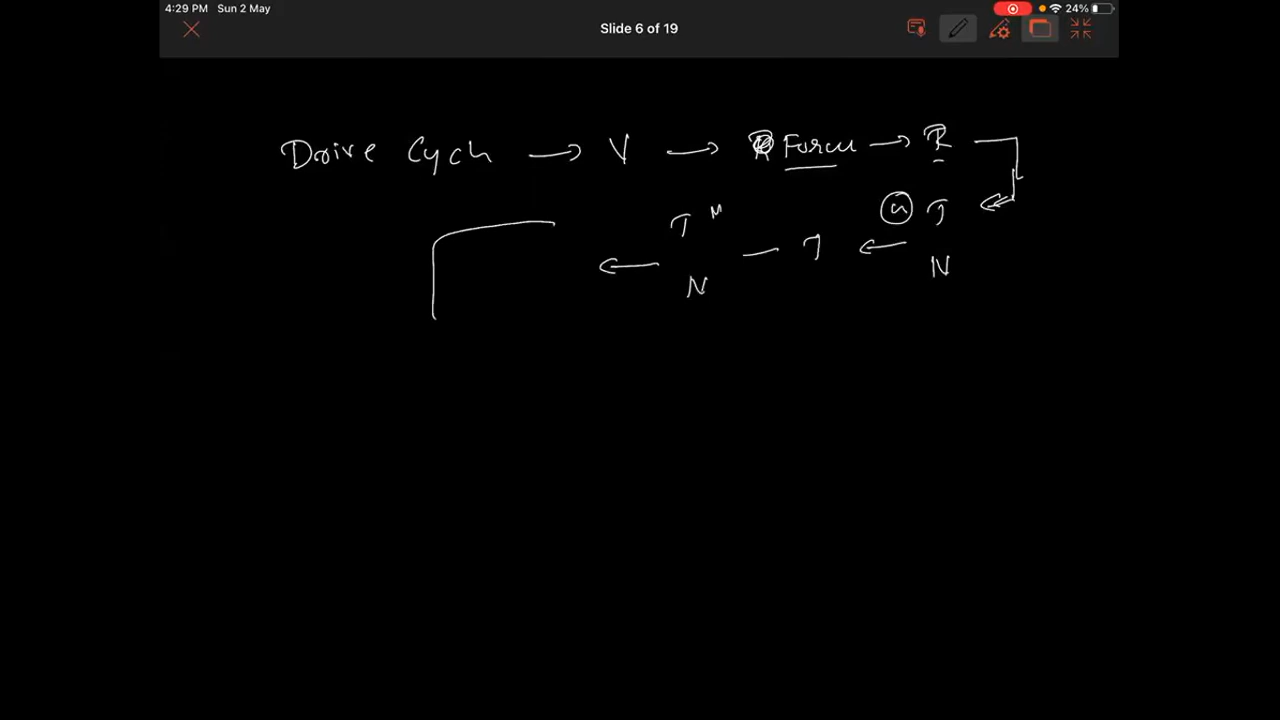 4:29 PM Sun 2 May 24%
Slide 6 of 19
Drive Cycle → V → Force → P
T N ← T — T M N ←